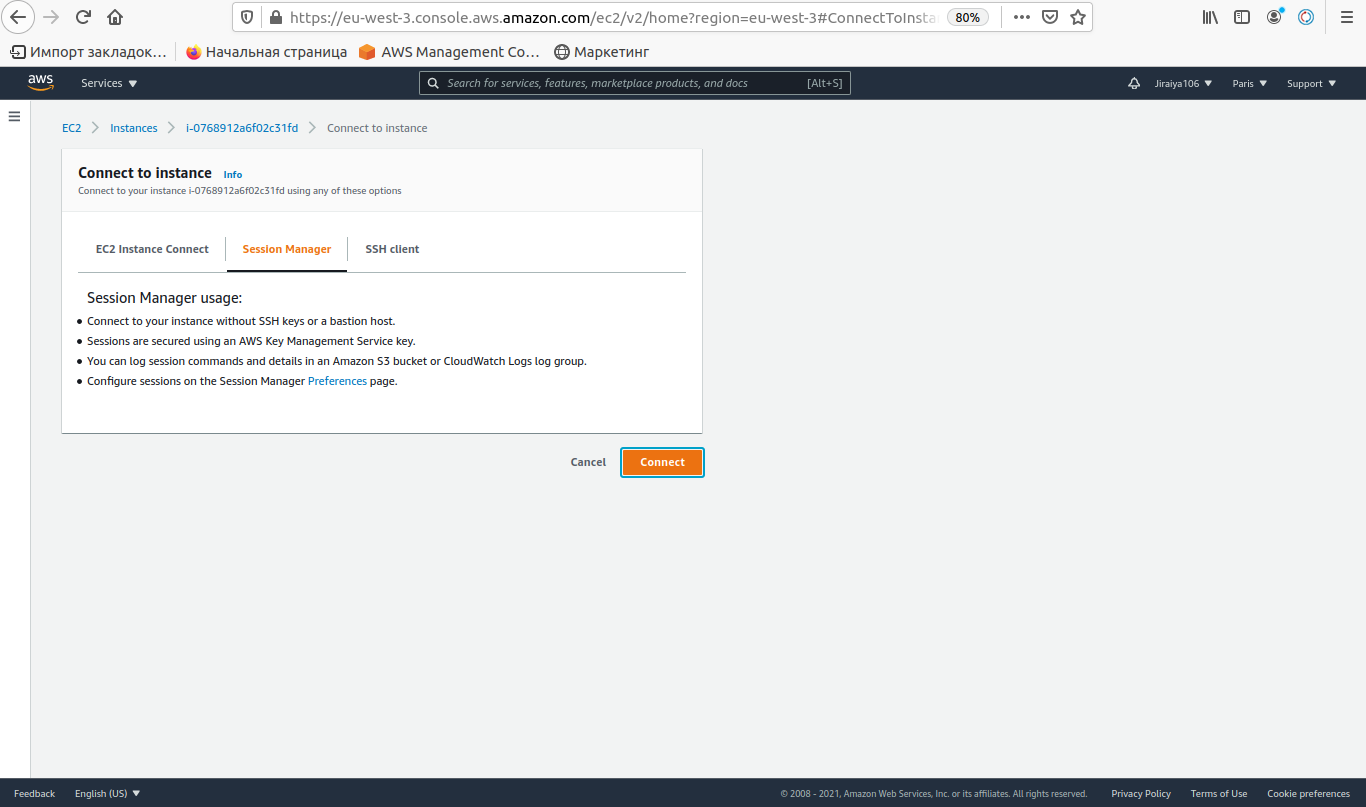 https://eu-west-3.console.aws.amazon.com/ec2/v2/home?region=eu-west-3#ConnectToInsta
80%
Импорт закладок... Начальная страница AWS Management Co... Маркетинг
aws Services Search for services, features, marketplace products, and docs [Alt+S] Jiraiya106 Paris Support
EC2 Instances i-0768912a6f02c31fd Connect to instance
Connect to instance Info
Connect to your instance i-0768912a6f02c31fd using any of these options
EC2 Instance Connect Session Manager SSH client
Session Manager usage:
• Connect to your instance without SSH keys or a bastion host.
• Sessions are secured using an AWS Key Management Service key.
• You can log session commands and details in an Amazon S3 bucket or CloudWatch Logs log group.
• Configure sessions on the Session Manager Preferences page.
Cancel Connect
Feedback English (US) © 2008 - 2021, Amazon Web Services, Inc. or its affiliates. All rights reserved. Privacy Policy Terms of Use Cookie preferences